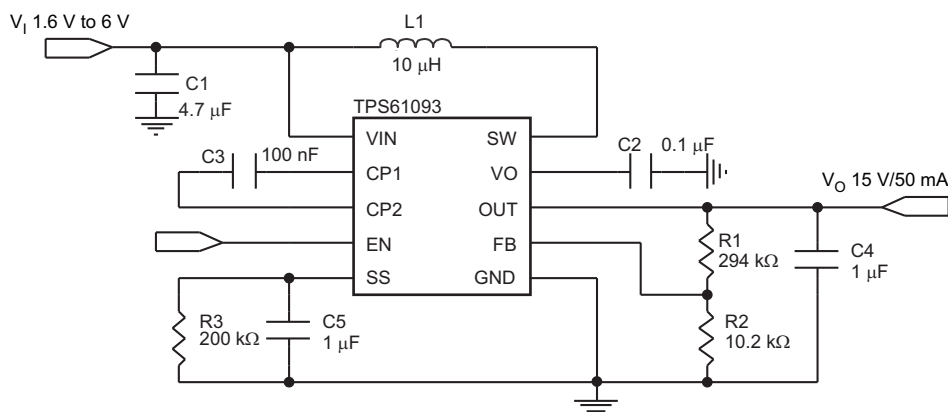 V_I 1.6 V to 6 V
L1
10 μH
C1
4.7 μF
TPS61093
VIN
SW
C3
100 nF
CP1
VO
C2
0.1 μF
CP2
OUT
V_O 15 V/50 mA
EN
FB
R1
294 kΩ
C4
1 μF
SS
GND
R3
200 kΩ
C5
1 μF
R2
10.2 kΩ